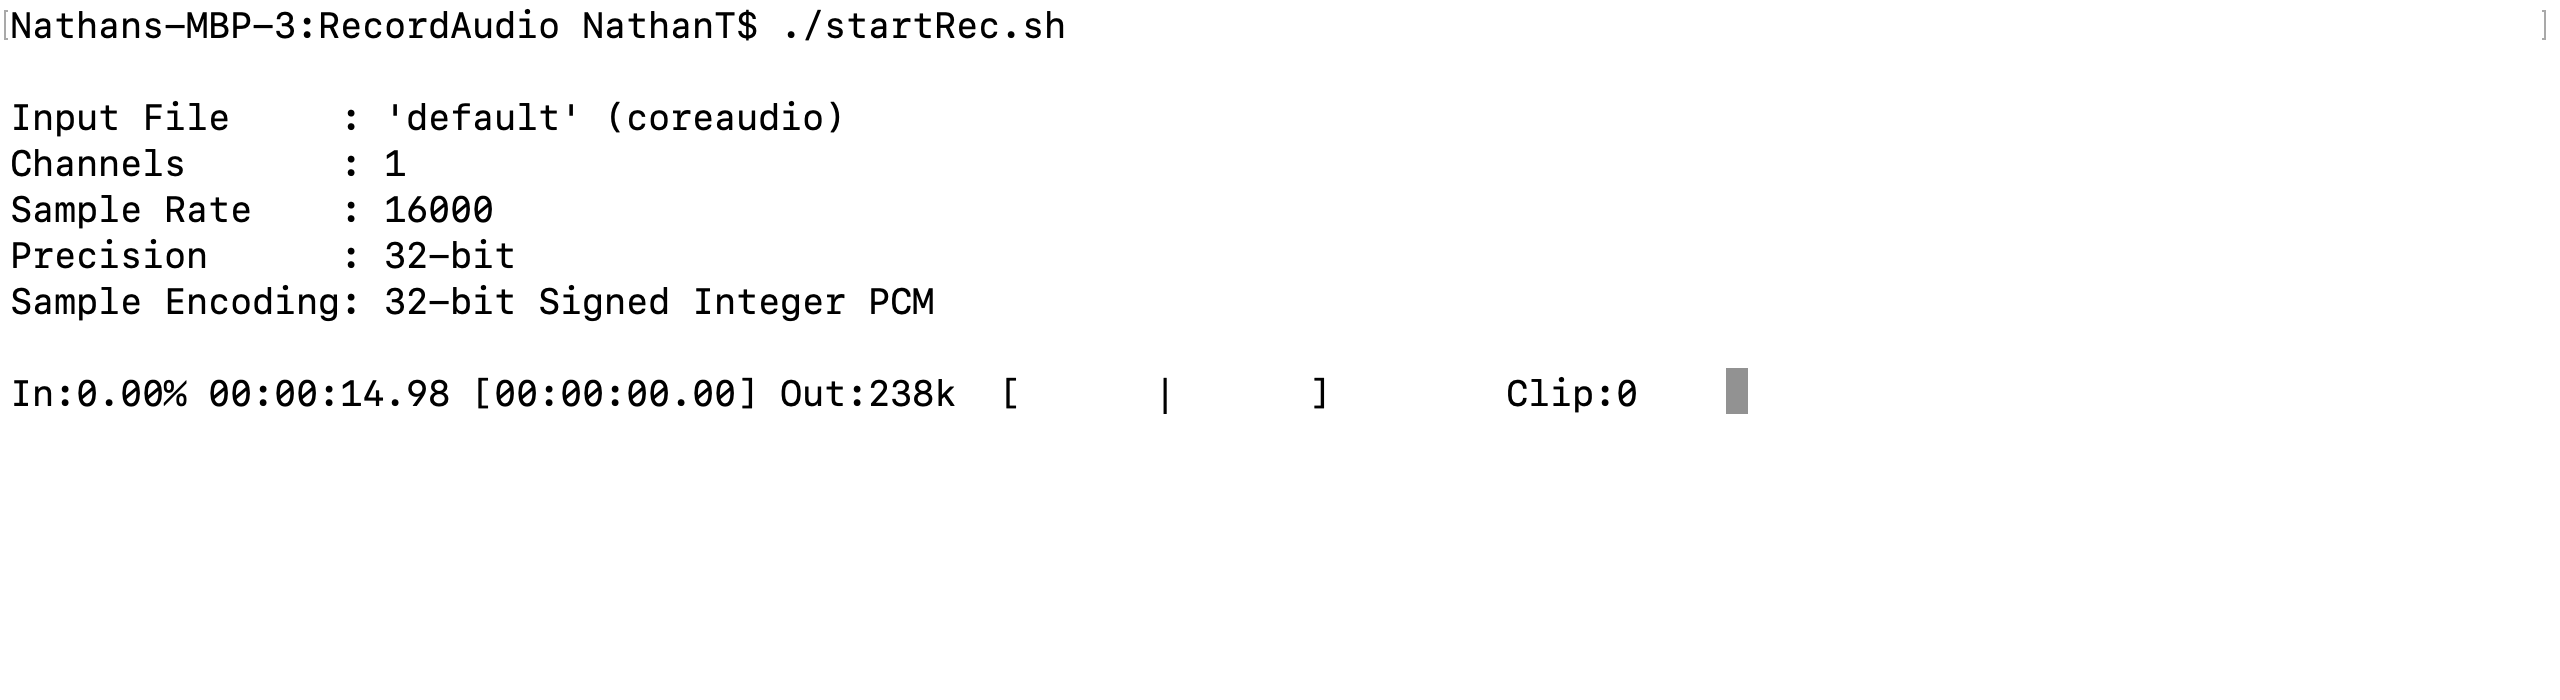 [Nathans-MBP-3:RecordAudio NathanT$ ./startRec.sh ]
Input File     : 'default' (coreaudio)
Channels       : 1
Sample Rate    : 16000
Precision      : 32-bit
Sample Encoding: 32-bit Signed Integer PCM
In:0.00% 00:00:14.98 [00:00:00.00] Out:238k  [      |      ]        Clip:0